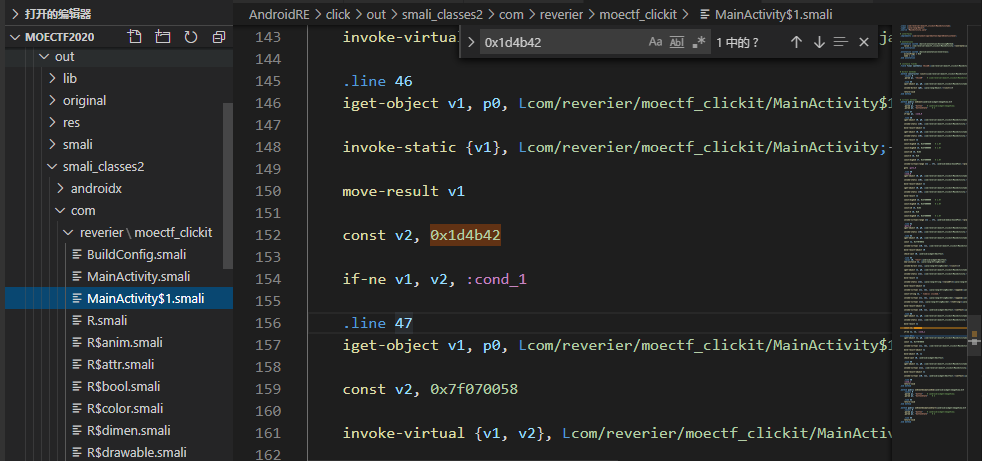 打开的编辑器
MOECTF2020
out
lib
original
res
smali
smali_classes2
androidx
com
reverier \ moectf_clickit
BuildConfig.smali
MainActivity.smali
MainActivity$1.smali
R.smali
R$anim.smali
R$attr.smali
R$bool.smali
R$color.smali
R$dimen.smali
R$drawable.smali
AndroidRE > click > out > smali_classes2 > com > reverier > moectf_clickit > MainActivity$1.smali
0x1d4b42 Aa Abl .* 1 中的 ?
143 invoke-virtual ja
144
145 .line 46
146 iget-object v1, p0, Lcom/reverier/moectf_clickit/MainActivity$1
147
148 invoke-static {v1}, Lcom/reverier/moectf_clickit/MainActivity;-
149
150 move-result v1
151
152 const v2, 0x1d4b42
153
154 if-ne v1, v2, :cond_1
155
156 .line 47
157 iget-object v1, p0, Lcom/reverier/moectf_clickit/MainActivity$1
158
159 const v2, 0x7f070058
160
161 invoke-virtual {v1, v2}, Lcom/reverier/moectf_clickit/MainActiv
162